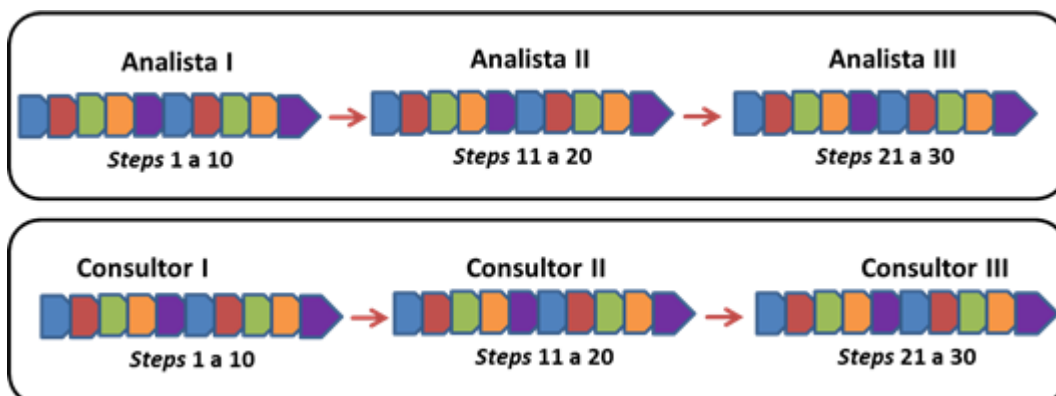 Analista I
Analista II
Analista III
Steps 1 a 10
Steps 11 a 20
Steps 21 a 30
Consultor I
Consultor II
Consultor III
Steps 1 a 10
Steps 11 a 20
Steps 21 a 30